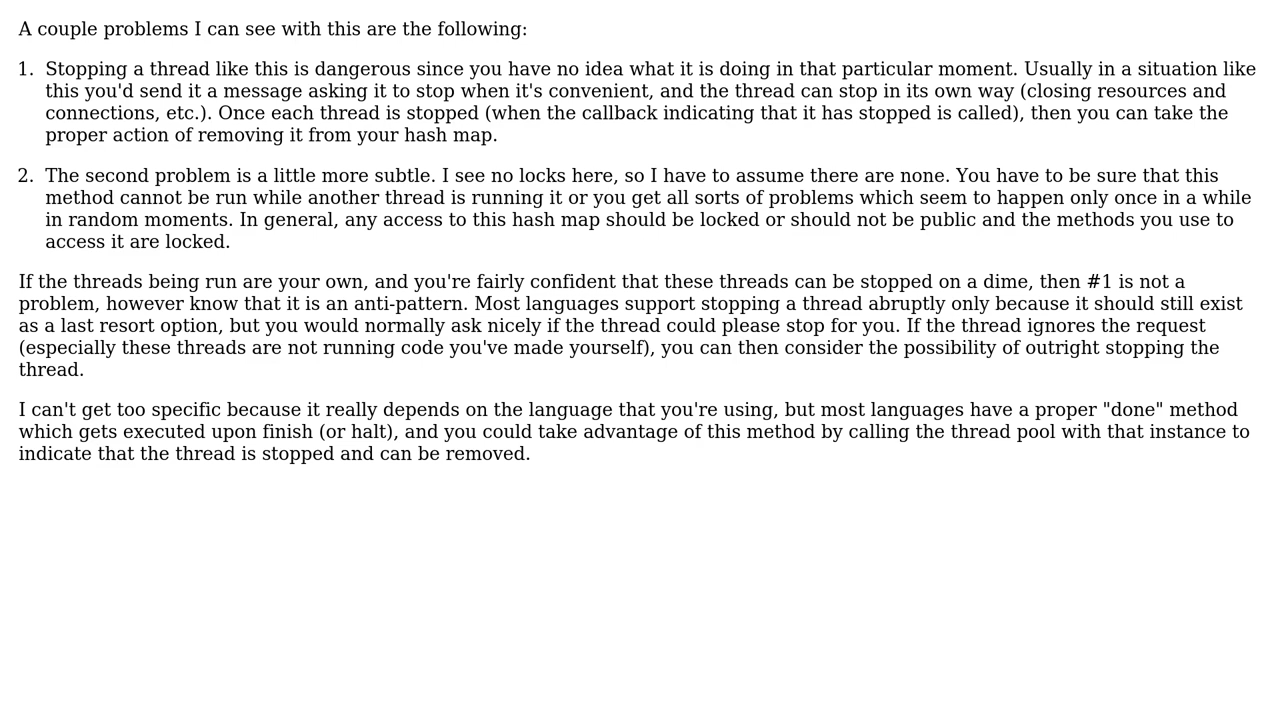 A couple problems I can see with this are the following:
1. Stopping a thread like this is dangerous since you have no idea what it is doing in that particular moment. Usually in a situation like
this you'd send it a message asking it to stop when it's convenient, and the thread can stop in its own way (closing resources and
connections, etc.). Once each thread is stopped (when the callback indicating that it has stopped is called), then you can take the
proper action of removing it from your hash map.
2. The second problem is a little more subtle. I see no locks here, so I have to assume there are none. You have to be sure that this
method cannot be run while another thread is running it or you get all sorts of problems which seem to happen only once in a while
in random moments. In general, any access to this hash map should be locked or should not be public and the methods you use to
access it are locked.
If the threads being run are your own, and you're fairly confident that these threads can be stopped on a dime, then #1 is not a
problem, however know that it is an anti-pattern. Most languages support stopping a thread abruptly only because it should still exist
as a last resort option, but you would normally ask nicely if the thread could please stop for you. If the thread ignores the request
(especially these threads are not running code you've made yourself), you can then consider the possibility of outright stopping the
thread.
I can't get too specific because it really depends on the language that you're using, but most languages have a proper "done" method
which gets executed upon finish (or halt), and you could take advantage of this method by calling the thread pool with that instance to
indicate that the thread is stopped and can be removed.